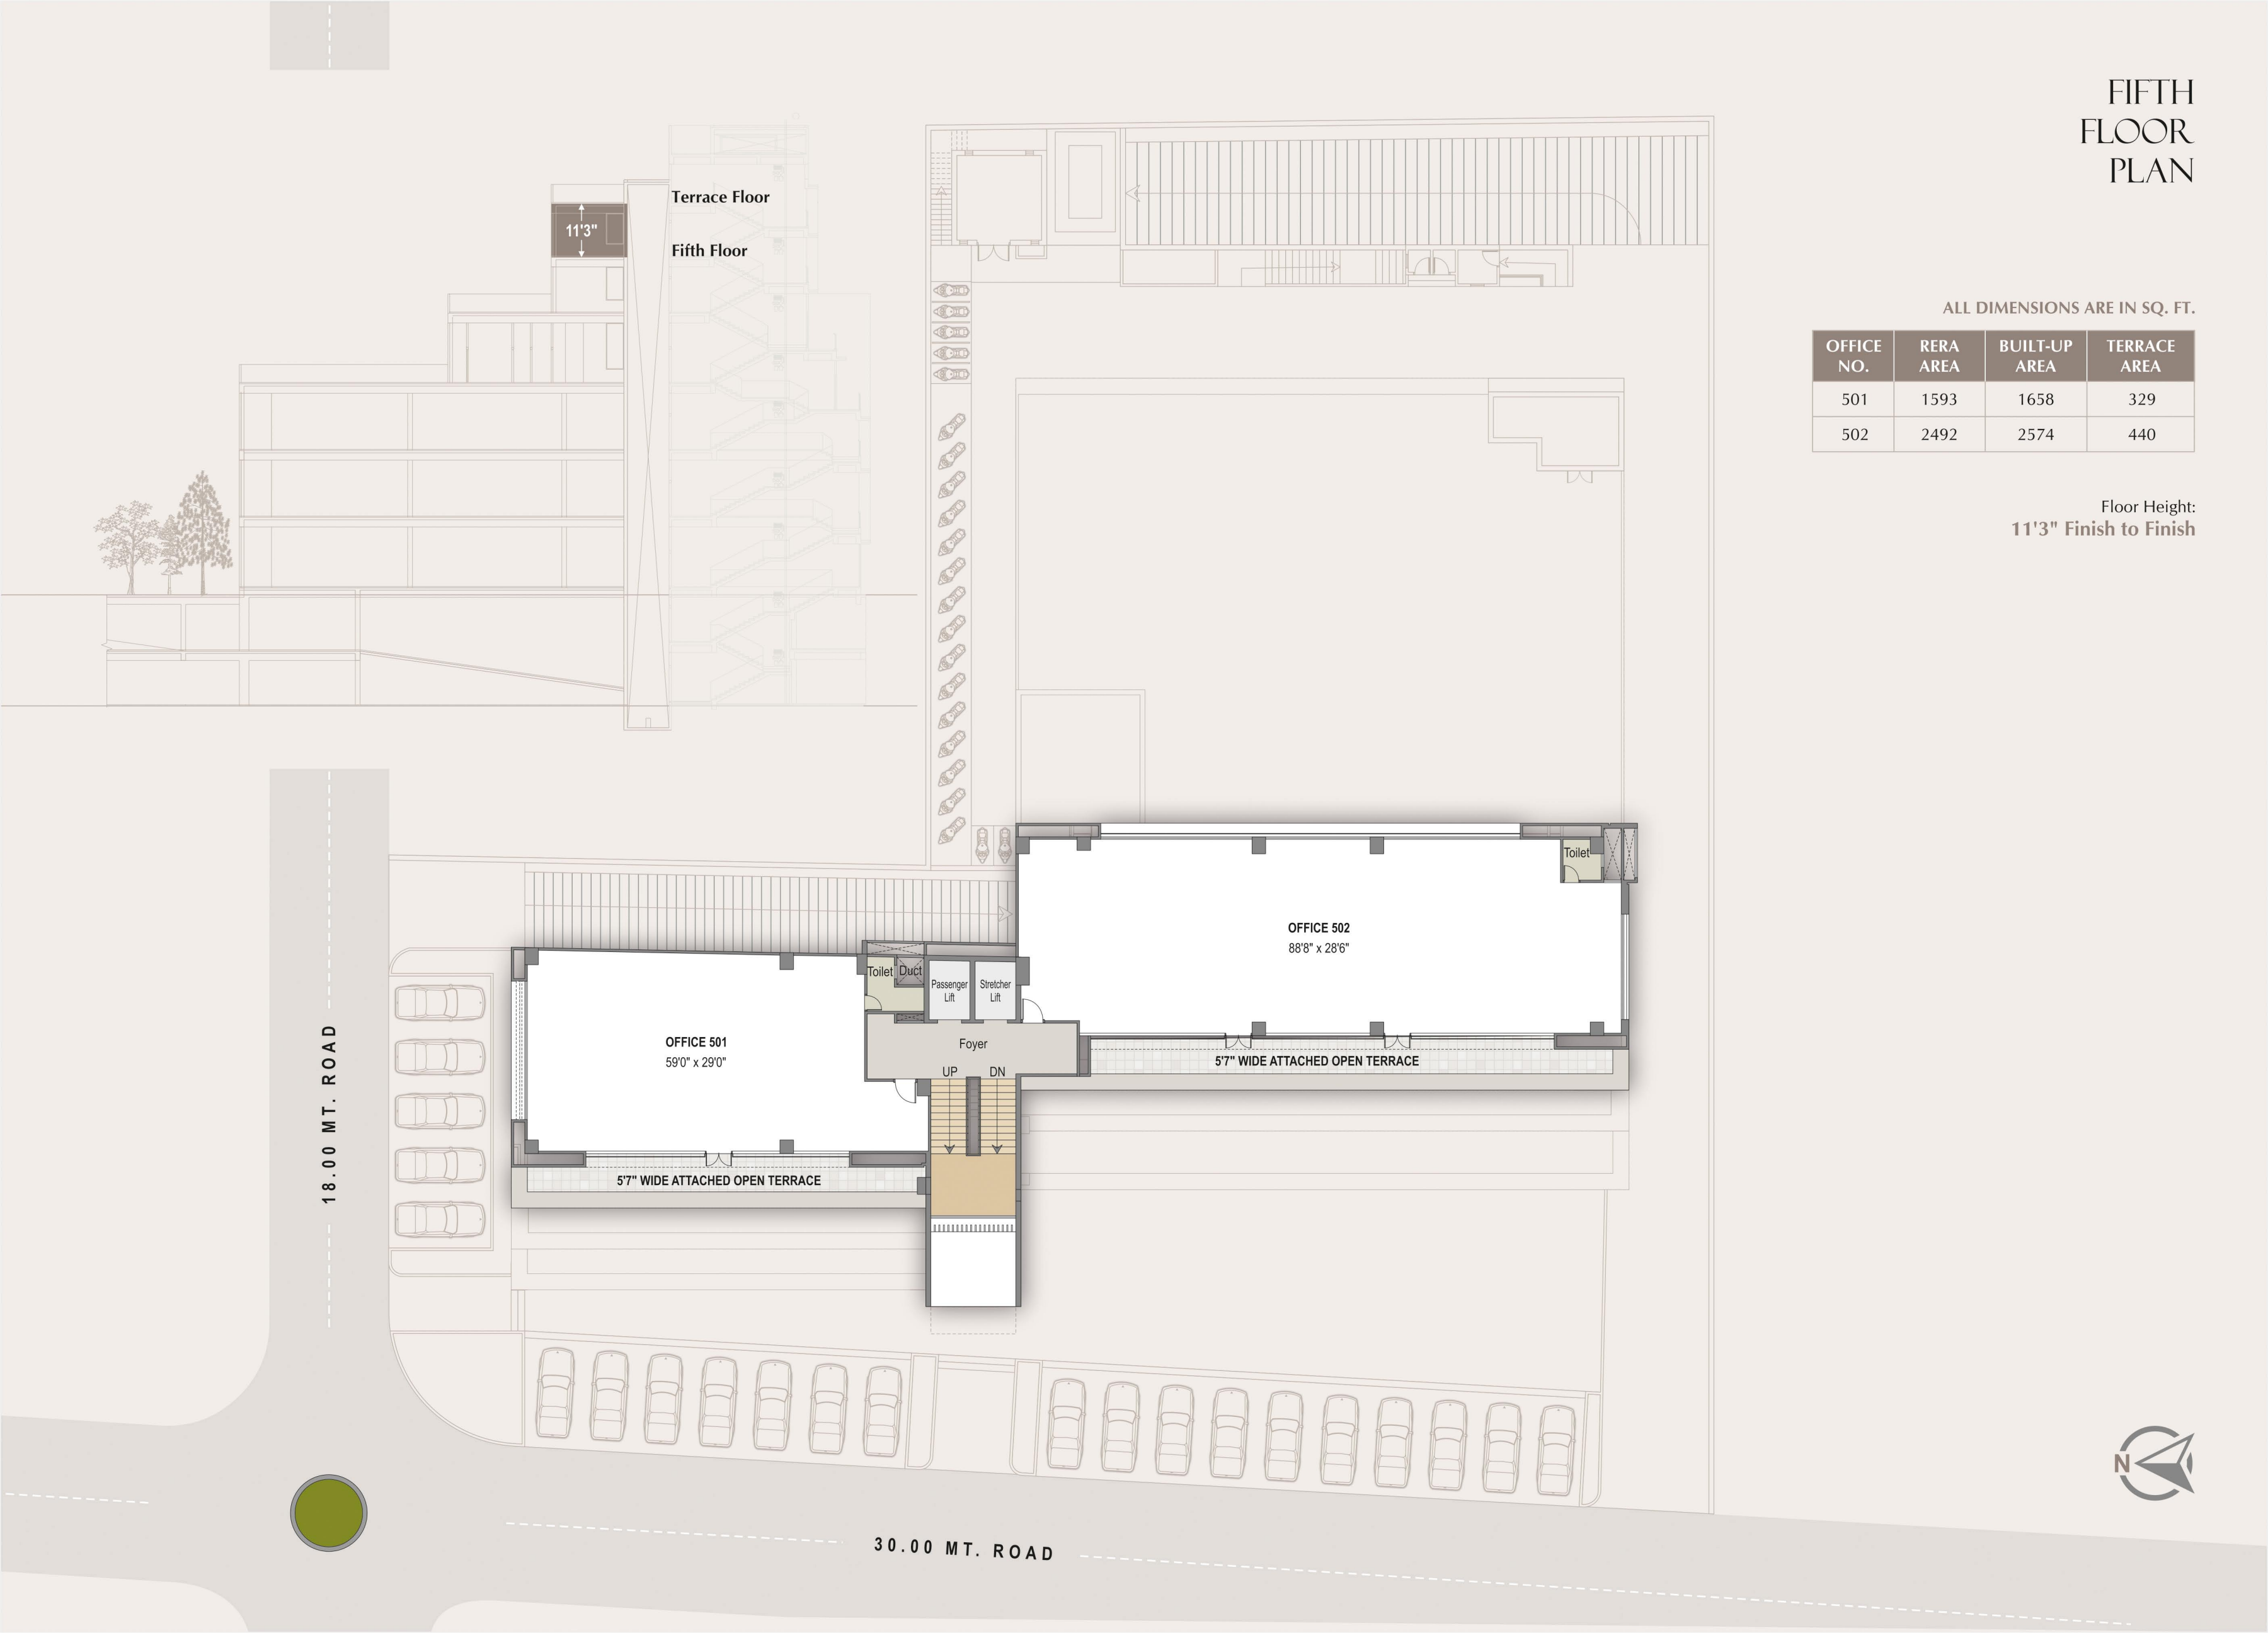 FIFTH
FLOOR
PLAN
Terrace Floor
11'3"
Fifth Floor
ALL DIMENSIONS ARE IN SQ. FT.
OFFICE NO. RERA AREA BUILT-UP AREA TERRACE AREA
501 1593 1658 329
502 2492 2574 440
Floor Height:
11'3" Finish to Finish
Toilet
OFFICE 502
88'8" x 28'6"
Toilet Duct
Passenger Lift
Stretcher Lift
OFFICE 501
59'0" x 29'0"
Foyer
UP DN
5'7" WIDE ATTACHED OPEN TERRACE
5'7" WIDE ATTACHED OPEN TERRACE
18.00 MT. ROAD
30.00 MT. ROAD
N